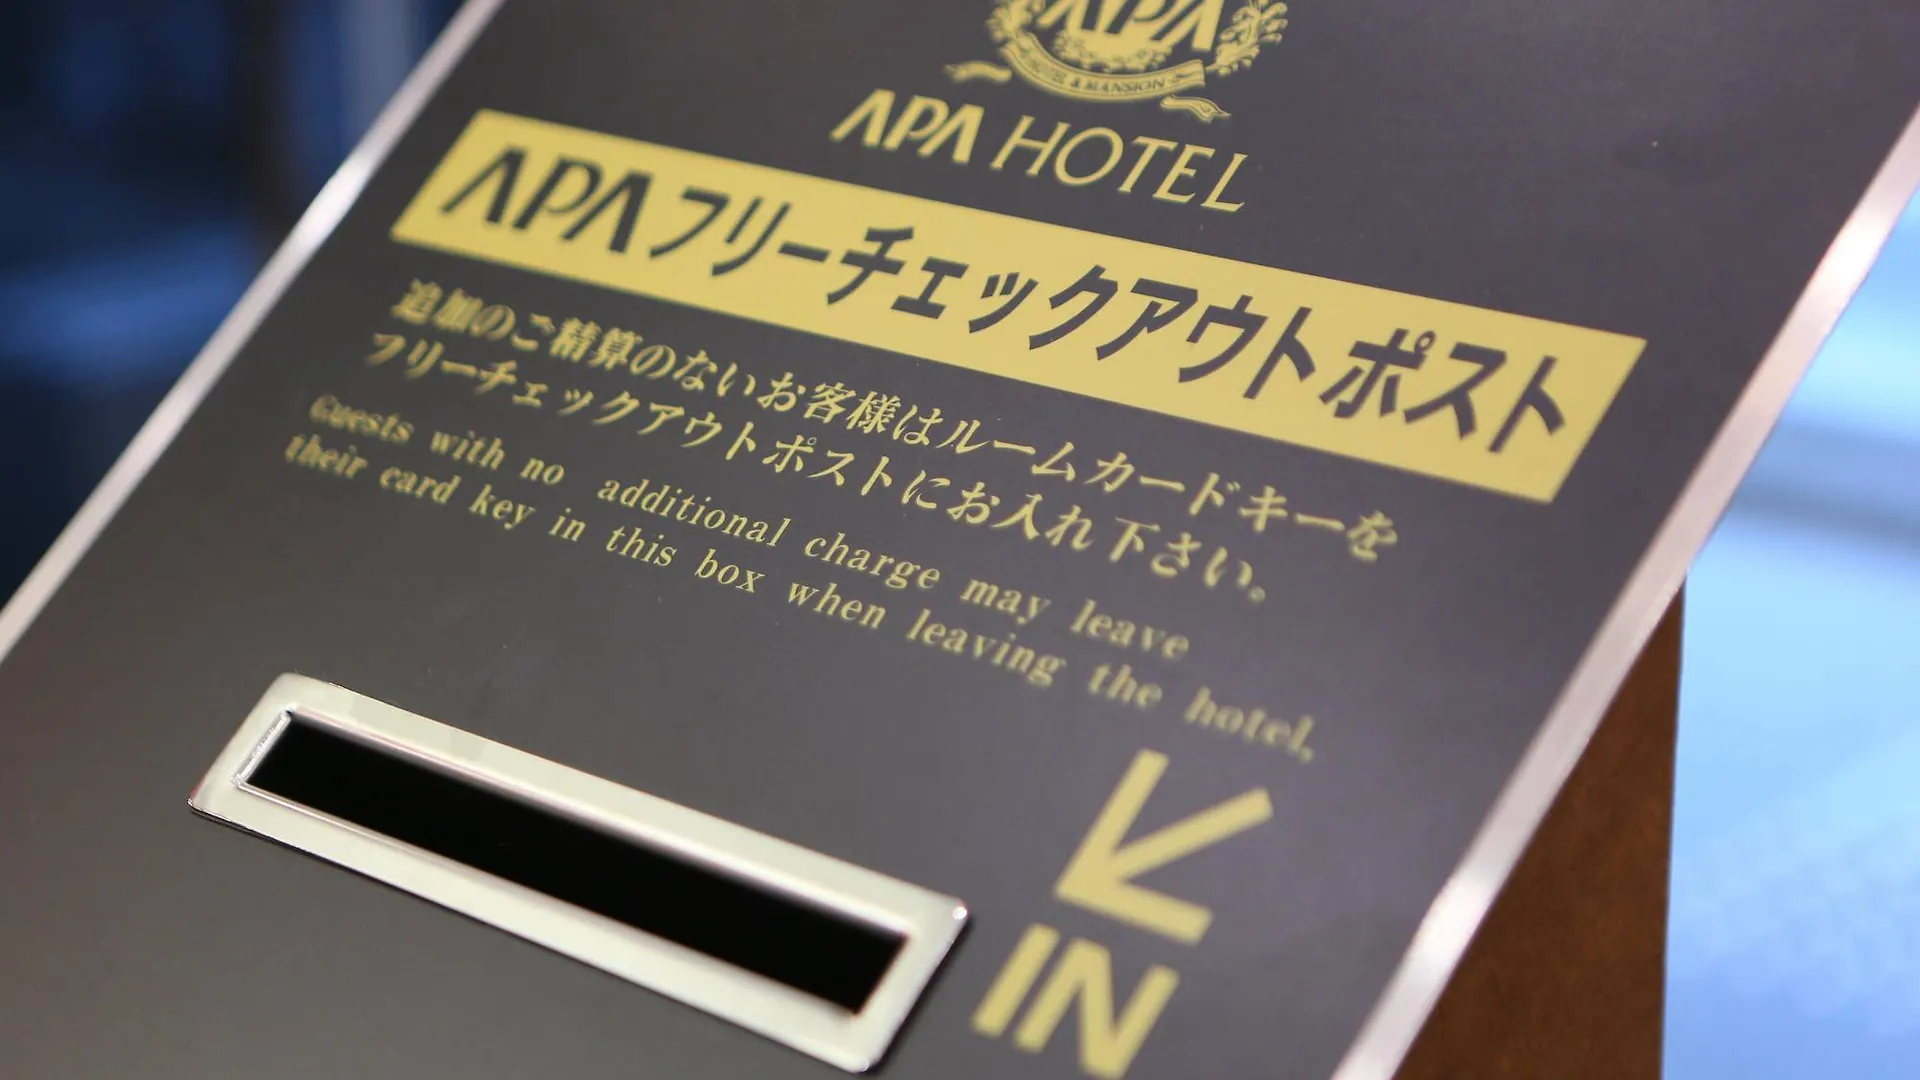 APA
HOTEL & MANSION
APA HOTEL
APAフリーチェックアウトポスト
追加のご精算のないお客様はルームカードキーを
フリーチェックアウトポストにお入れ下さい。
Guests with no additional charge may leave
their card key in this box when leaving the hotel,
IN